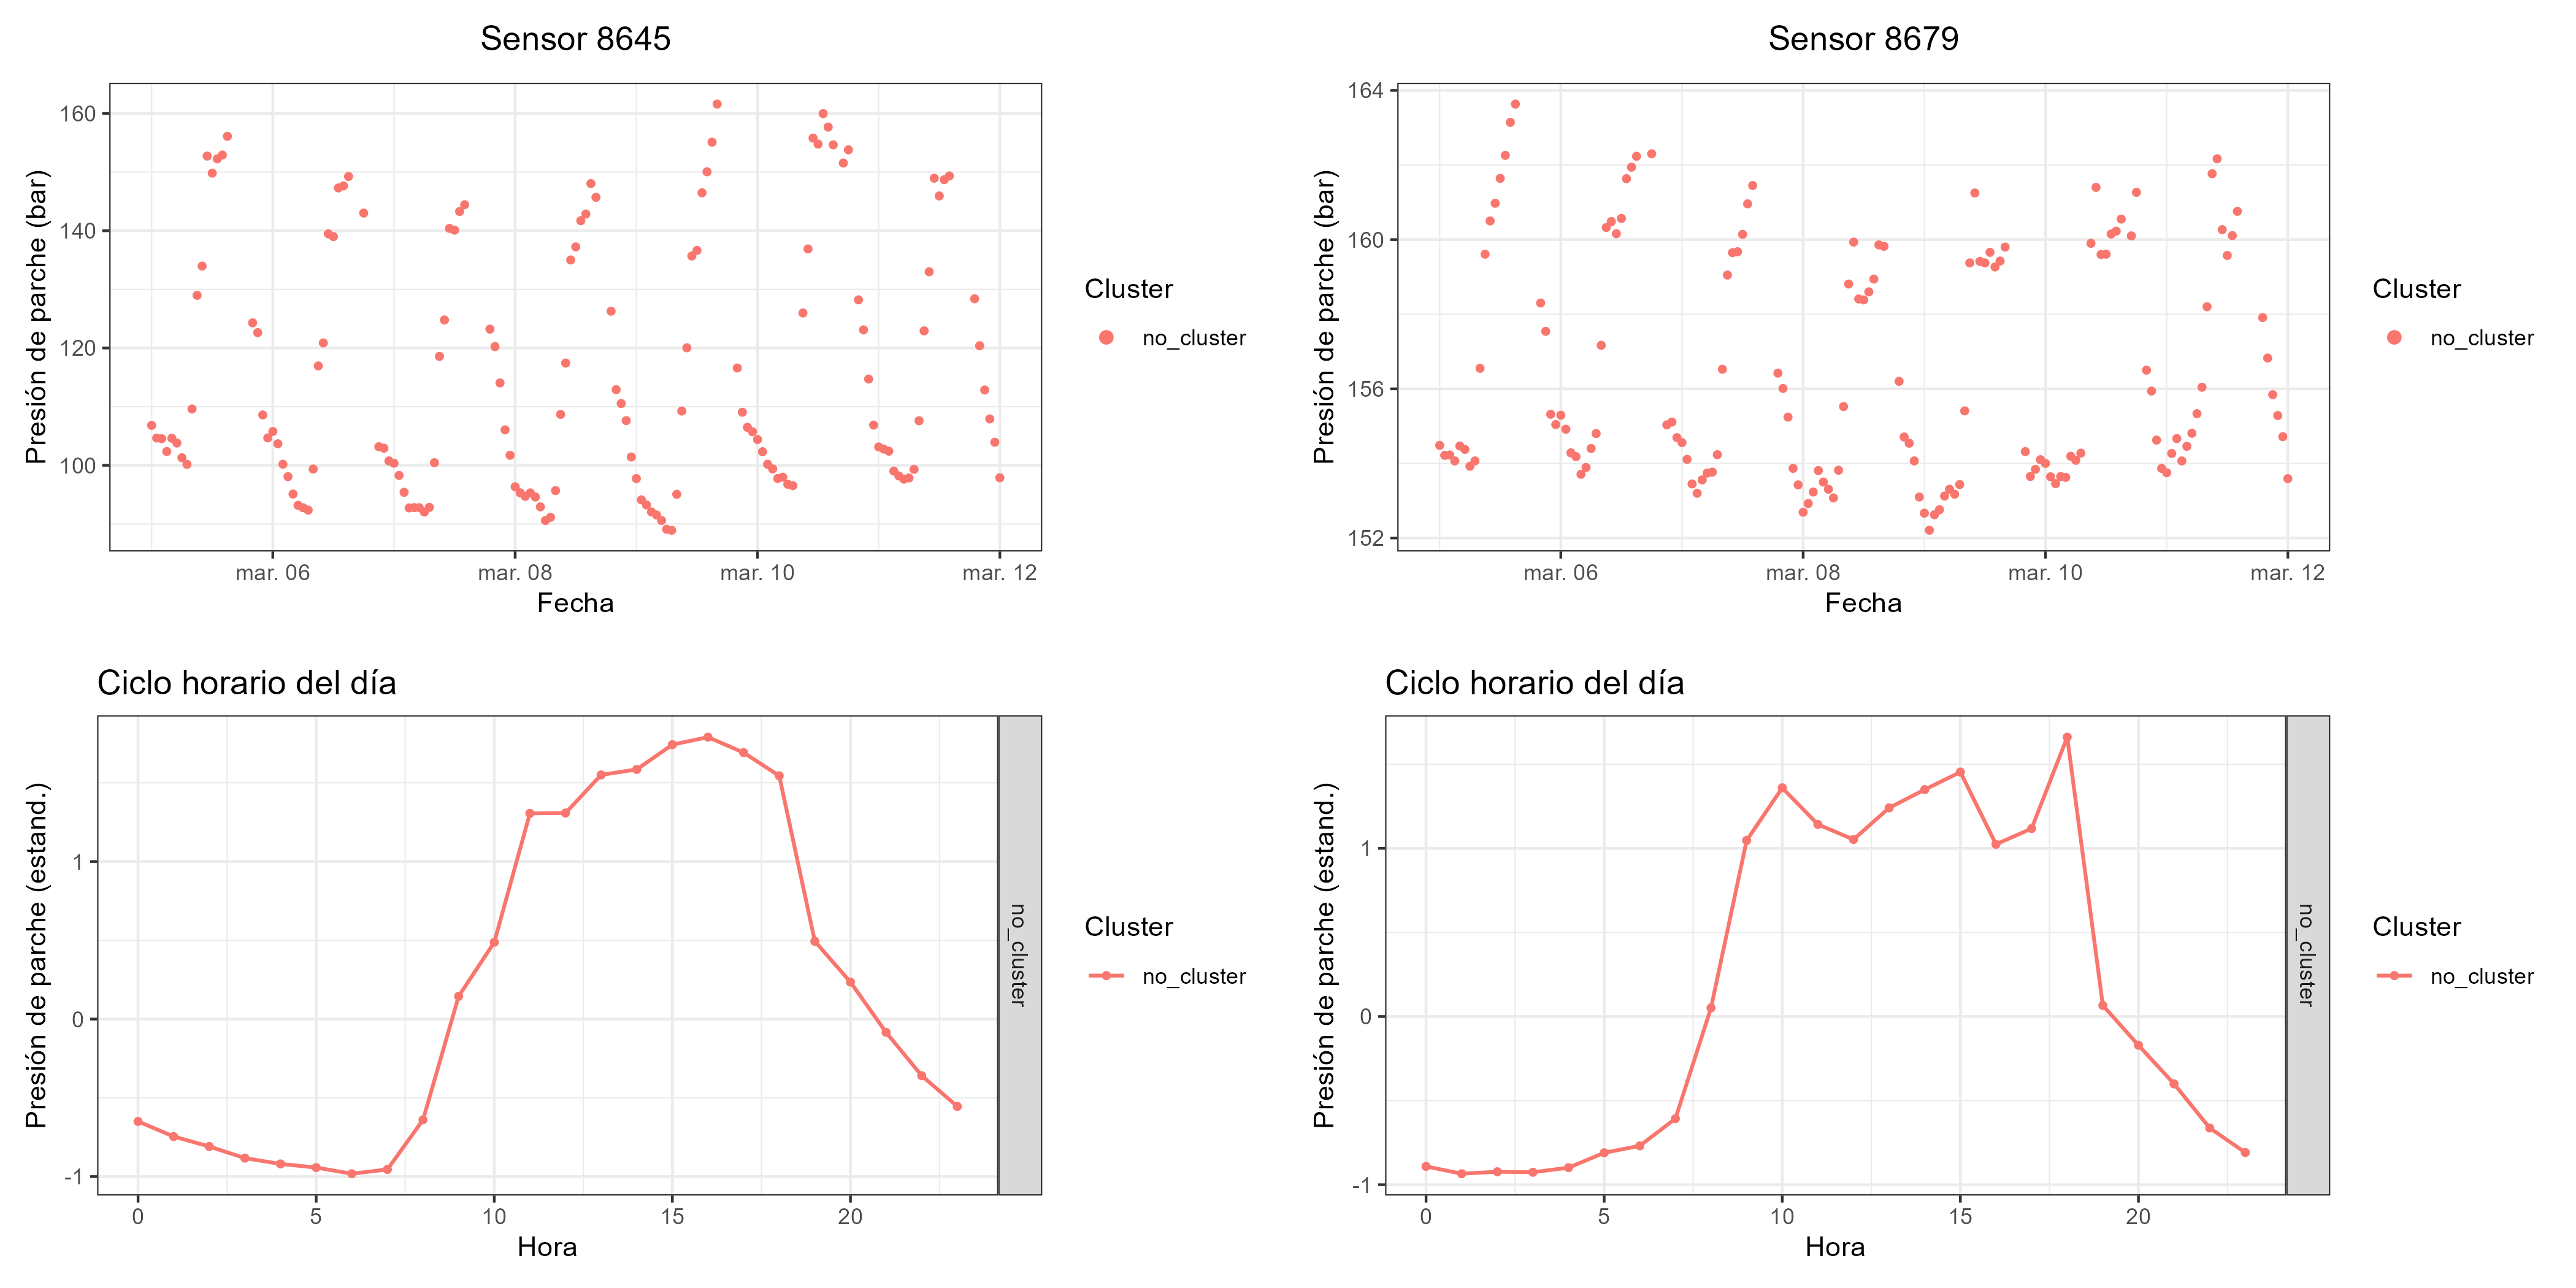 Sensor 8645
Presión de parche (bar)
160
140
120
100
mar. 06
mar. 08
mar. 10
mar. 12
Fecha
Cluster
no_cluster
Sensor 8679
Presión de parche (bar)
164
160
156
152
mar. 06
mar. 08
mar. 10
mar. 12
Fecha
Cluster
no_cluster
Ciclo horario del día
Presión de parche (estand.)
1
0
-1
0
5
10
15
20
Hora
no_cluster
Cluster
no_cluster
Ciclo horario del día
Presión de parche (estand.)
1
0
-1
0
5
10
15
20
Hora
no_cluster
Cluster
no_cluster